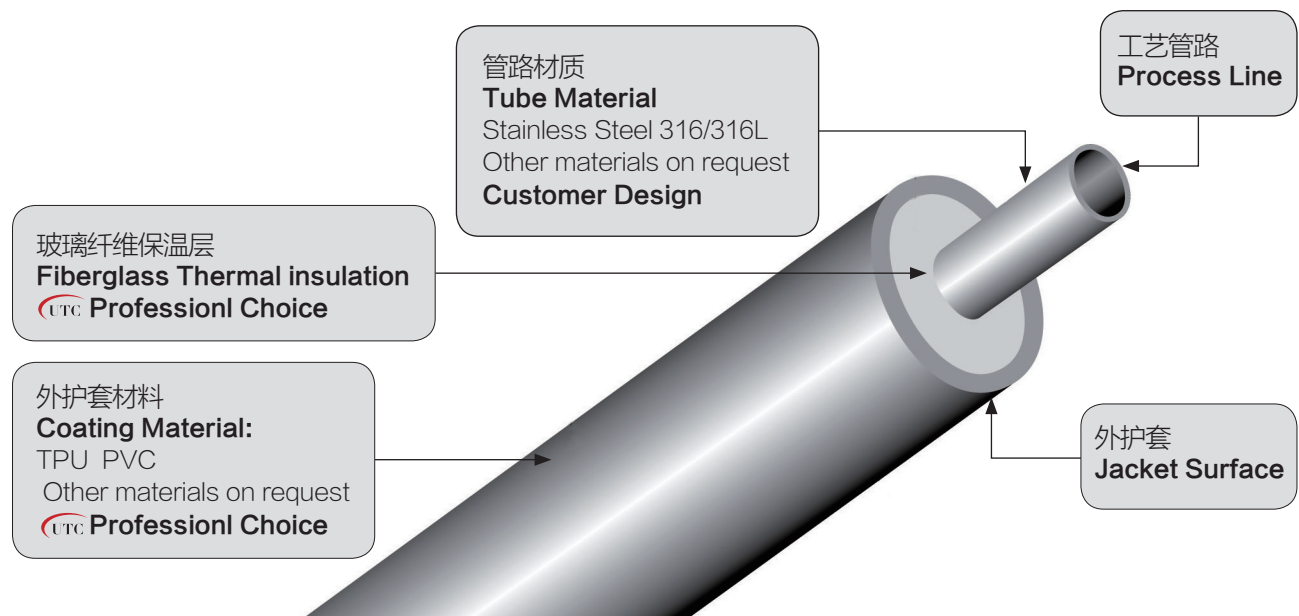 管路材质
Tube Material
Stainless Steel 316/316L
Other materials on request
Customer Design
工艺管路
Process Line
玻璃纤维保温层
Fiberglass Thermal insulation
UTC Professionl Choice
外护套材料
Coating Material:
TPU PVC
Other materials on request
UTC Professionl Choice
外护套
Jacket Surface